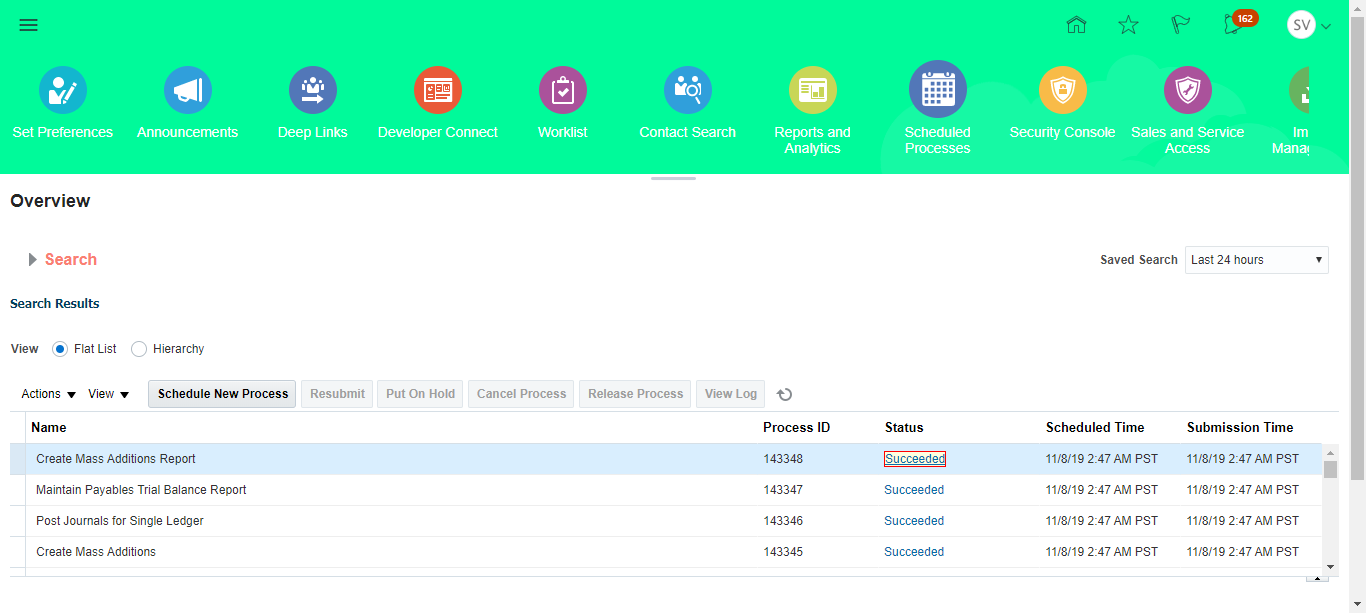 162
SV
Set Preferences
Announcements
Deep Links
Developer Connect
Worklist
Contact Search
Reports and
Analytics
Scheduled
Processes
Security Console
Sales and Service
Access
Im
Manag
Overview
Search
Saved Search Last 24 hours
Search Results
View Flat List Hierarchy
Actions View Schedule New Process Resubmit Put On Hold Cancel Process Release Process View Log
Name Process ID Status Scheduled Time Submission Time
Create Mass Additions Report 143348 Succeeded 11/8/19 2:47 AM PST 11/8/19 2:47 AM PST
Maintain Payables Trial Balance Report 143347 Succeeded 11/8/19 2:47 AM PST 11/8/19 2:47 AM PST
Post Journals for Single Ledger 143346 Succeeded 11/8/19 2:47 AM PST 11/8/19 2:47 AM PST
Create Mass Additions 143345 Succeeded 11/8/19 2:47 AM PST 11/8/19 2:47 AM PST